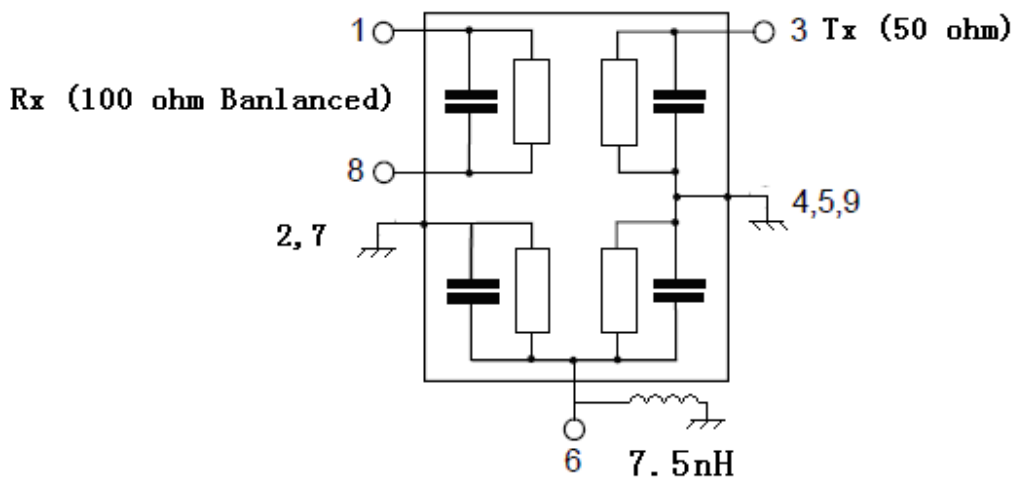 1
3 Tx (50 ohm)
Rx (100 ohm Banlanced)
8
4,5,9
2,7
6
7.5nH